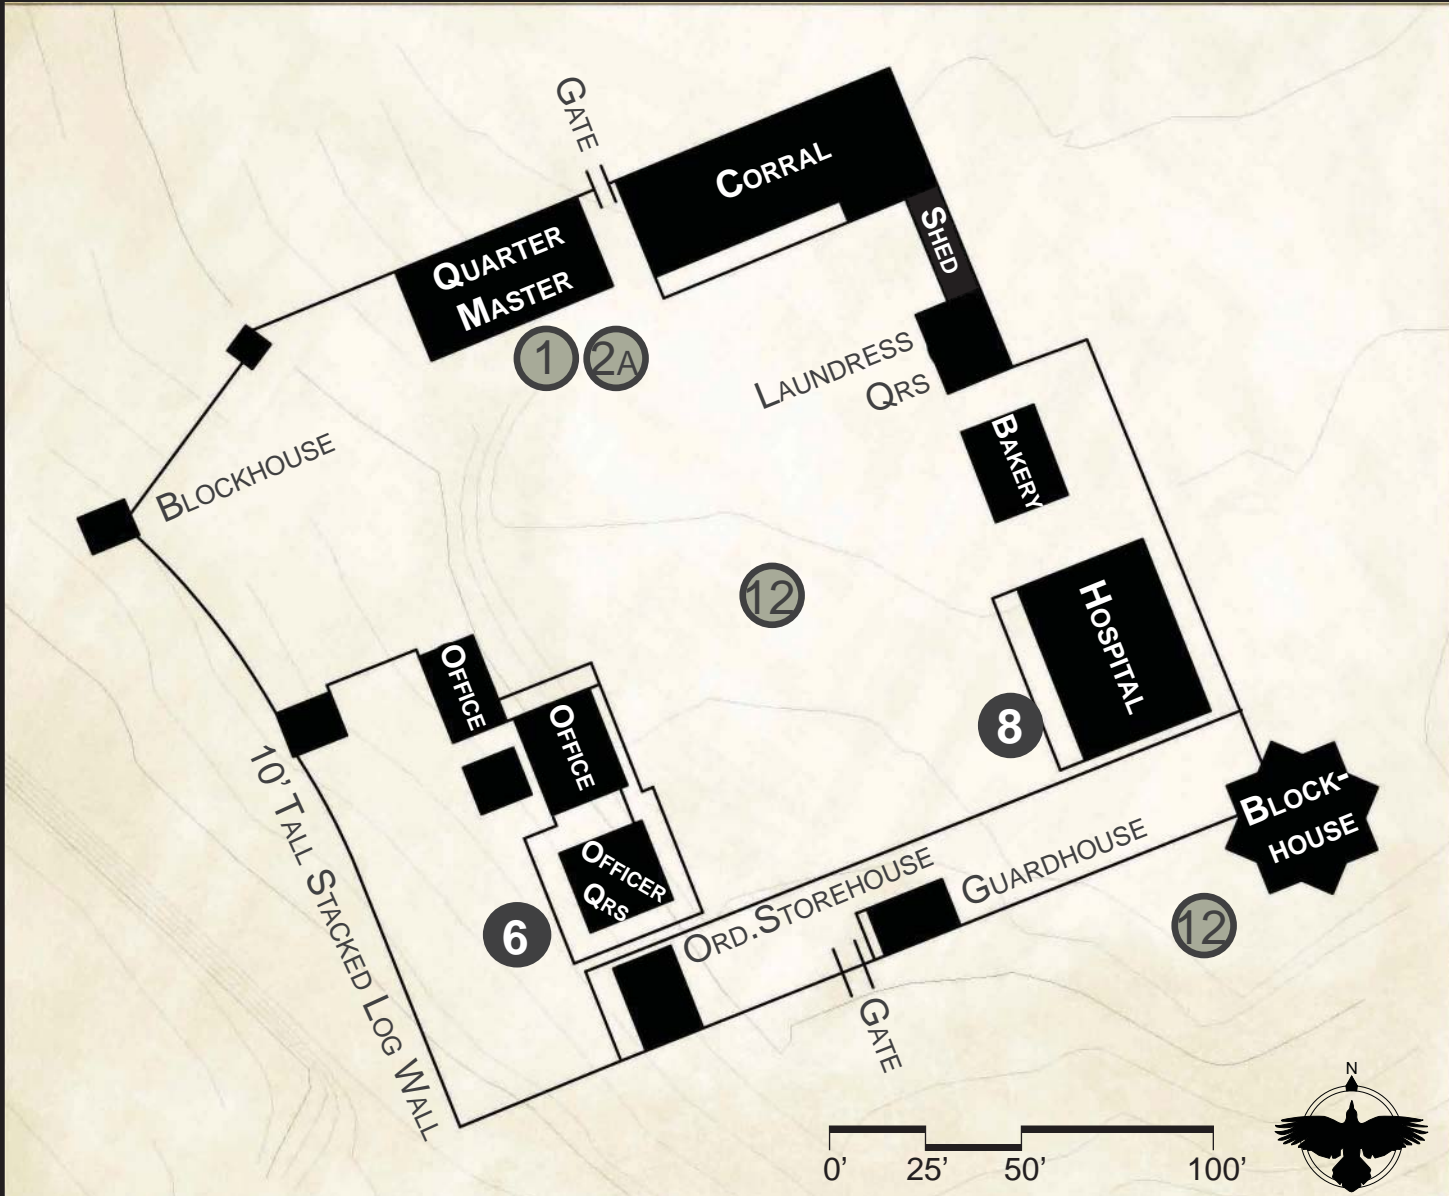 GATE
CORRAL
SHED
QUARTER
MASTER
1
2A
LAUNDRESS
QRS
BLOCKHOUSE
BAKERY
12
HOSPITAL
OFFICE
OFFICE
8
10' TALL STACKED LOG WALL
BLOCK-
HOUSE
OFFICER
QRS
ORD. STOREHOUSE
GUARDHOUSE
6
12
GATE
N
0' 25' 50' 100'